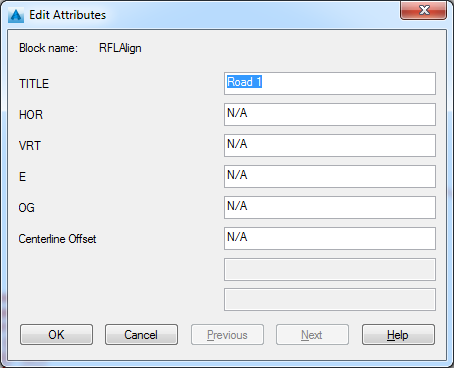 Edit Attributes
Block name: RFLAlign
TITLE Road 1
HOR N/A
VRT N/A
E N/A
OG N/A
Centerline Offset N/A
OK Cancel Previous Next Help